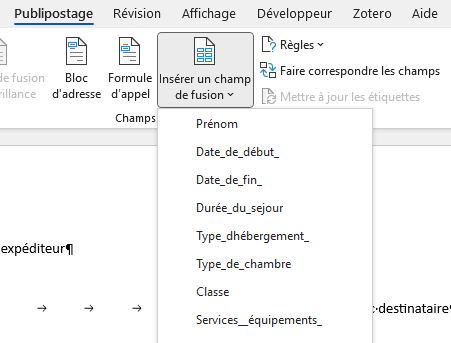 Publipostage Révision Affichage Développeur Zotero Aide
de fusion
rillance
Bloc
d'adresse
Formule
d'appel
Insérer un champ
de fusion
Règles
Faire correspondre les champs
Mettre à jour les étiquettes
Champs
Prénom
Date_de_début_
Date_de_fin_
Durée_du_sejour
Type_dhébergement_
Type_de_chambre
Classe
Services__équipements_
expéditeur¶
→ → → c·destinataire